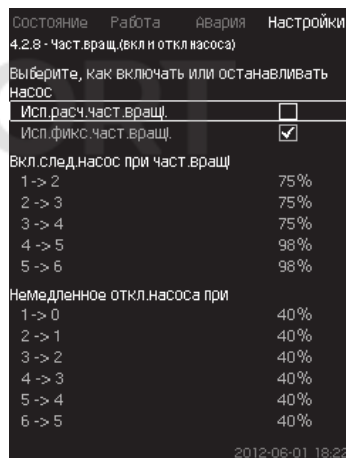 Состояние Работа Авария Настройки
4.2.8 - Част.вращ.(вкл и откл насоса)
Выберите, как включать или останавливать
насос
Исп.расч.част.вращ.
Исп.фикс.част.вращ.
Вкл.след.насос при част.вращ
1 -> 2 75%
2 -> 3 75%
3 -> 4 75%
4 -> 5 98%
5 -> 6 98%
Немедленное откл.насоса при
1 -> 0 40%
2 -> 1 40%
3 -> 2 40%
4 -> 3 40%
5 -> 4 40%
6 -> 5 40%
2012-06-01 18:22